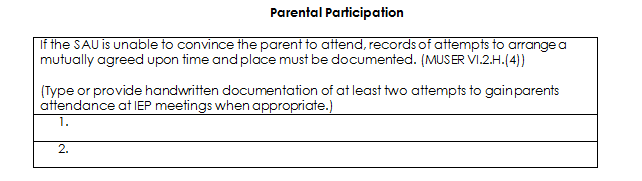 Parental Participation
If the SAU is unable to convince the parent to attend, records of attempts to arrange a
mutually agreed upon time and place must be documented. (MUSER VI.2.H.(4))
(Type or provide handwritten documentation of at least two attempts to gain parents
attendance at IEP meetings when appropriate.)
1.
2.